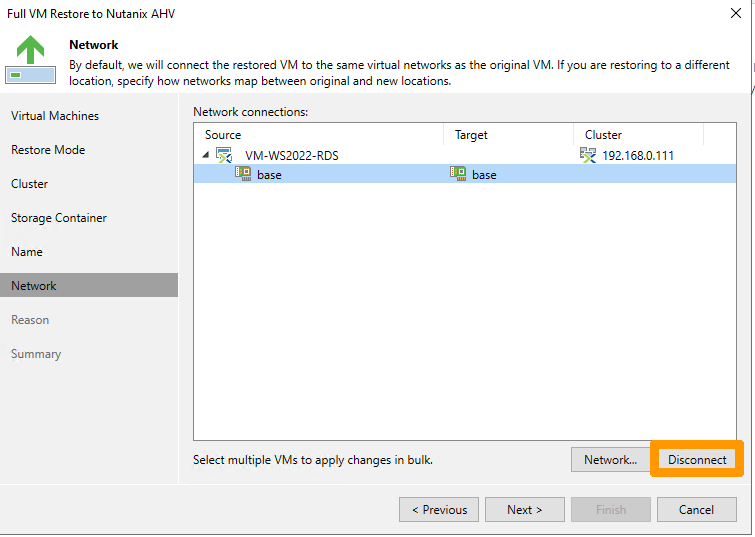 Full VM Restore to Nutanix AHV
Network
By default, we will connect the restored VM to the same virtual networks as the original VM. If you are restoring to a different
location, specify how networks map between original and new locations.
Virtual Machines
Restore Mode
Cluster
Storage Container
Name
Network
Reason
Summary
Network connections:
Source Target Cluster
VM-WS2022-RDS 192.168.0.111
base base
Select multiple VMs to apply changes in bulk.
Network... Disconnect
< Previous Next > Finish Cancel